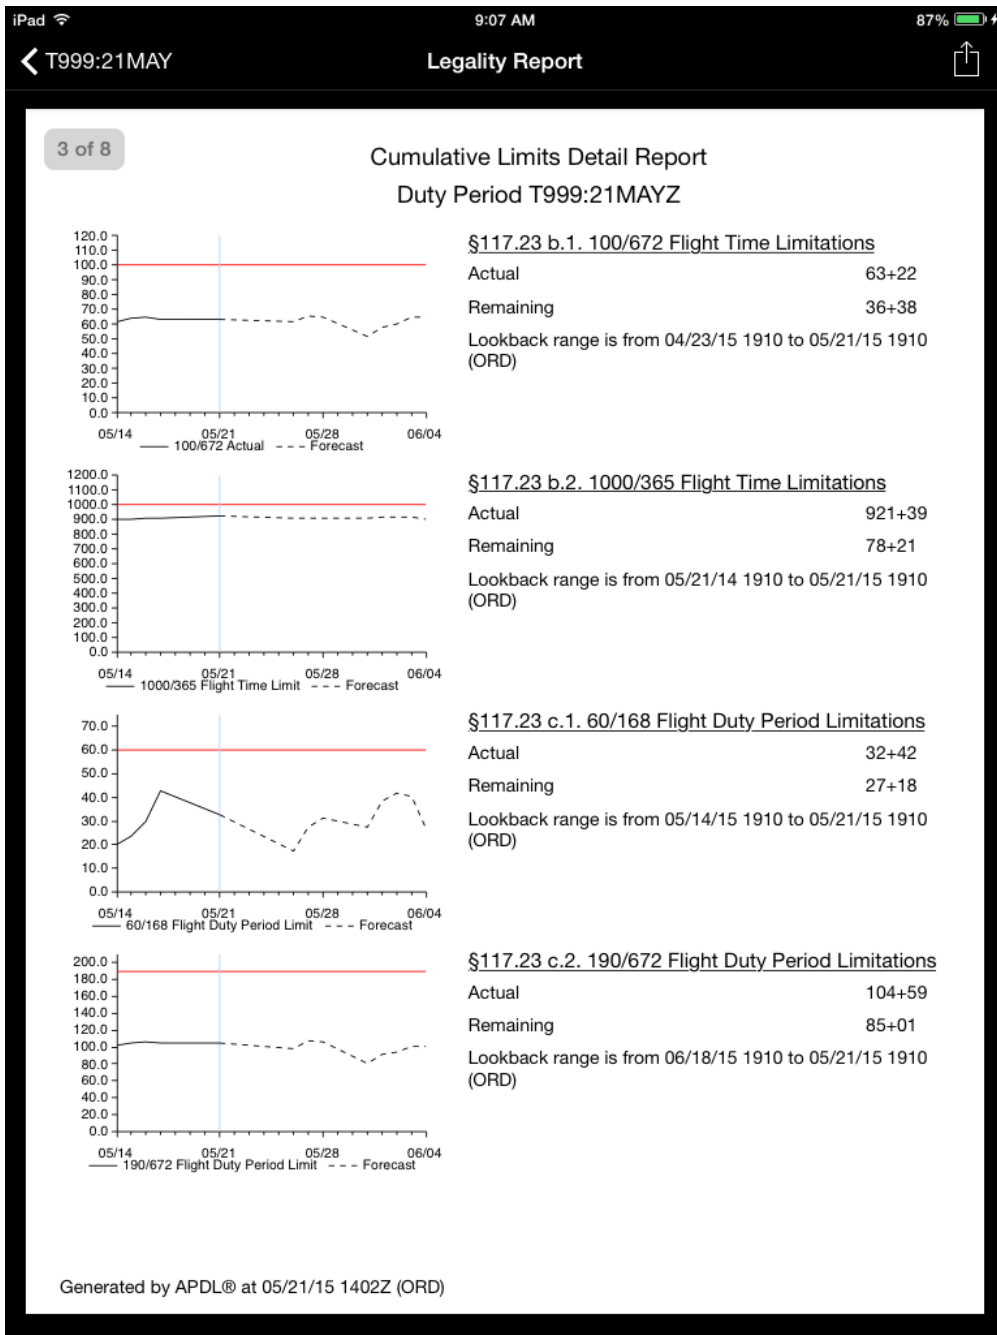 iPad 9:07 AM 87%
T999:21MAY Legality Report
3 of 8
Cumulative Limits Detail Report
Duty Period T999:21MAYZ
120.0
110.0
100.0
90.0
80.0
70.0
60.0
50.0
40.0
30.0
20.0
10.0
0.0
05/14 05/21 05/28 06/04
100/672 Actual Forecast
§117.23 b.1. 100/672 Flight Time Limitations
Actual 63+22
Remaining 36+38
Lookback range is from 04/23/15 1910 to 05/21/15 1910
(ORD)
1200.0
1100.0
1000.0
900.0
800.0
700.0
600.0
500.0
400.0
300.0
200.0
100.0
0.0
05/14 05/21 05/28 06/04
1000/365 Flight Time Limit Forecast
§117.23 b.2. 1000/365 Flight Time Limitations
Actual 921+39
Remaining 78+21
Lookback range is from 05/21/14 1910 to 05/21/15 1910
(ORD)
70.0
60.0
50.0
40.0
30.0
20.0
10.0
0.0
05/14 05/21 05/28 06/04
60/168 Flight Duty Period Limit Forecast
§117.23 c.1. 60/168 Flight Duty Period Limitations
Actual 32+42
Remaining 27+18
Lookback range is from 05/14/15 1910 to 05/21/15 1910
(ORD)
200.0
180.0
160.0
140.0
120.0
100.0
80.0
60.0
40.0
20.0
0.0
05/14 05/21 05/28 06/04
190/672 Flight Duty Period Limit Forecast
§117.23 c.2. 190/672 Flight Duty Period Limitations
Actual 104+59
Remaining 85+01
Lookback range is from 06/18/15 1910 to 05/21/15 1910
(ORD)
Generated by APDL® at 05/21/15 1402Z (ORD)